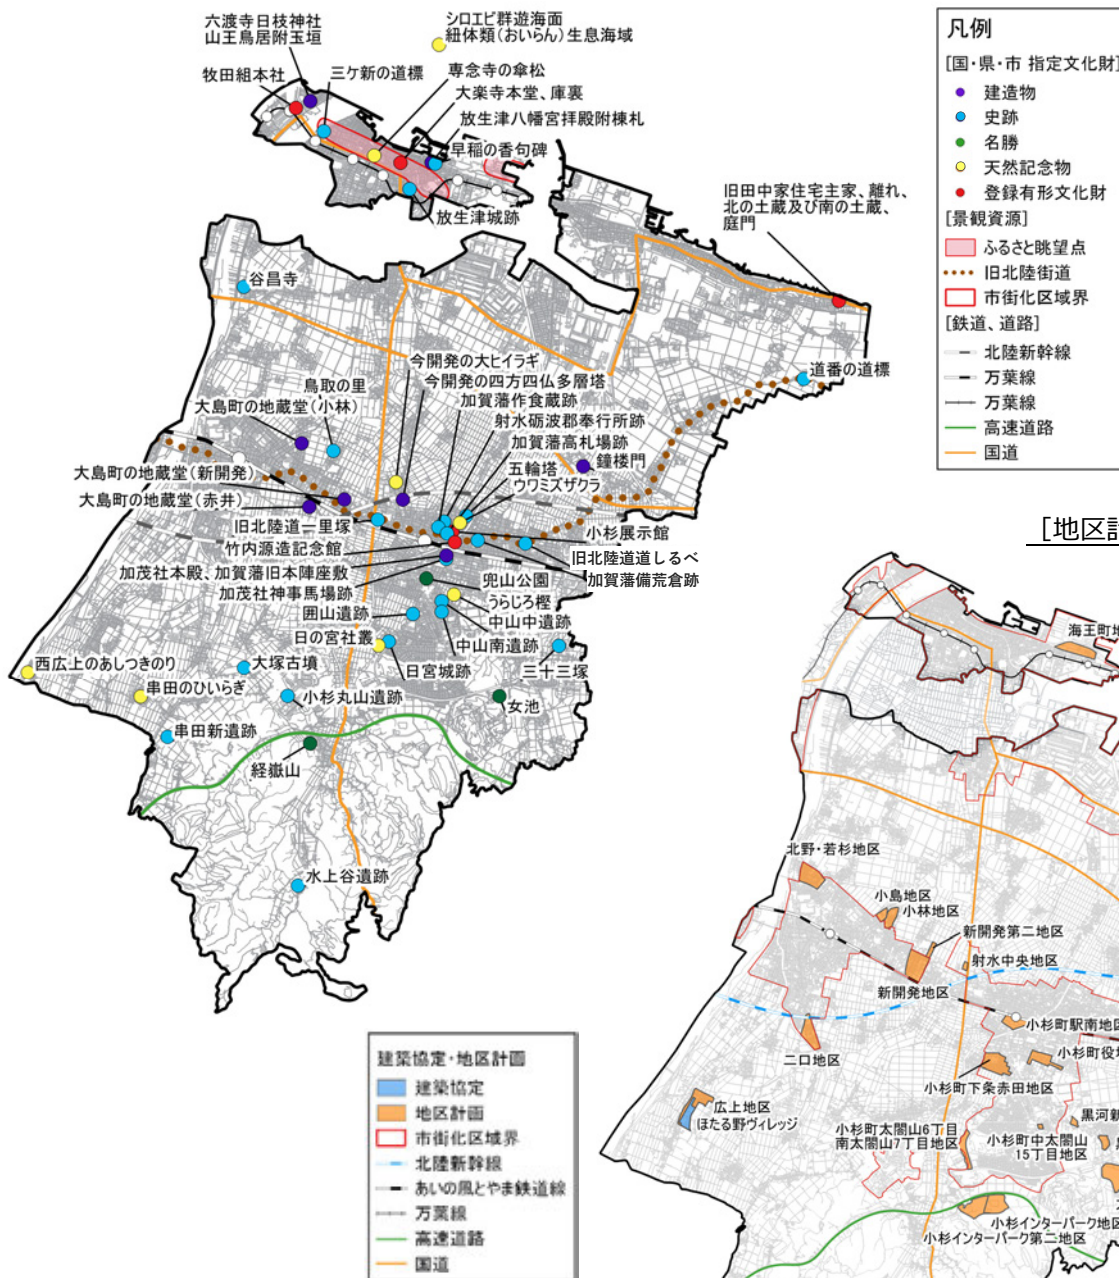 六渡寺日枝神社
山王鳥居附玉垣
シロエビ群遊海面
紐体類(おいらん)生息海域
牧田組本社
三ケ新の道標
専念寺の傘松
大楽寺本堂、庫裏
放生津八幡宮拝殿附棟札
早稲の香句碑
放生津城跡
旧田中家住宅主家、離れ、
北の土蔵及び南の土蔵、
庭門
谷昌寺
道番の道標
今開発の大ヒイラギ
今開発の四方四仏多層塔
加賀藩作食蔵跡
射水砺波郡奉行所跡
加賀藩高札場跡
五輪塔
ウワミズザクラ
鐘楼門
鳥取の里
大島町の地蔵堂(小林)
大島町の地蔵堂(新開発)
大島町の地蔵堂(赤井)
旧北陸道一里塚
竹内源造記念館
加茂社本殿、加賀藩旧本陣座敷
加茂社神事馬場跡
小杉展示館
旧北陸道道しるべ
加賀藩備荒倉跡
兜山公園
うらじろ樫
中山中遺跡
囲山遺跡
日の宮社叢
中山南遺跡
日宮城跡
三十三塚
西広上のあしつきのり
大塚古墳
串田のひいらぎ
小杉丸山遺跡
女池
串田新遺跡
経嶽山
水上谷遺跡
凡例
[国・県・市 指定文化財]
建造物
史跡
名勝
天然記念物
登録有形文化財
[景観資源]
ふるさと眺望点
旧北陸街道
市街化区域界
[鉄道、道路]
北陸新幹線
万葉線
万葉線
高速道路
国道
[地区計
海王町地
北野・若杉地区
小島地区
小林地区
新開発第二地区
射水中央地区
新開発地区
小杉町駅南地区
二口地区
小杉町役場
小杉町下条赤田地区
広上地区
ほたる野ヴィレッジ
小杉町太閤山6丁目
南太閤山7丁目地区
小杉町中太閤山
15丁目地区
黒河新
小杉インターパーク地区
小杉インターパーク第二地区
建築協定・地区計画
建築協定
地区計画
市街化区域界
北陸新幹線
あいの風とやま鉄道線
万葉線
高速道路
国道